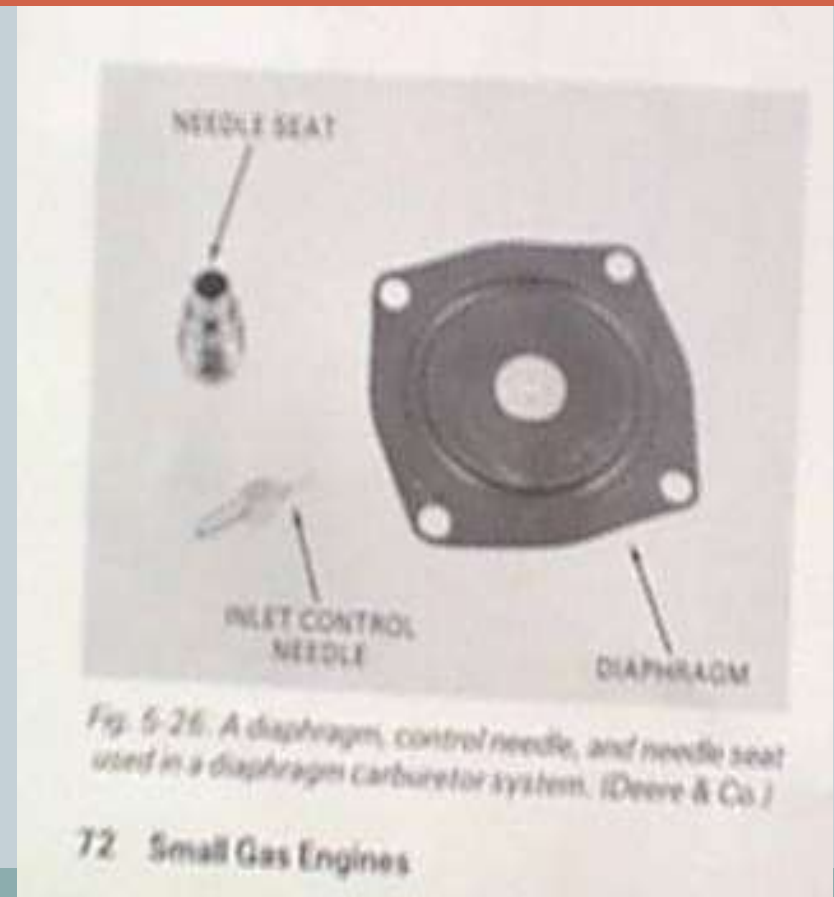 NEEDLE SEAT
INLET CONTROL
NEEDLE
DIAPHRAGM
Fig. 5-26. A diaphragm, control needle, and needle seat
used in a diaphragm carburetor system. (Deere & Co.)
72 Small Gas Engines